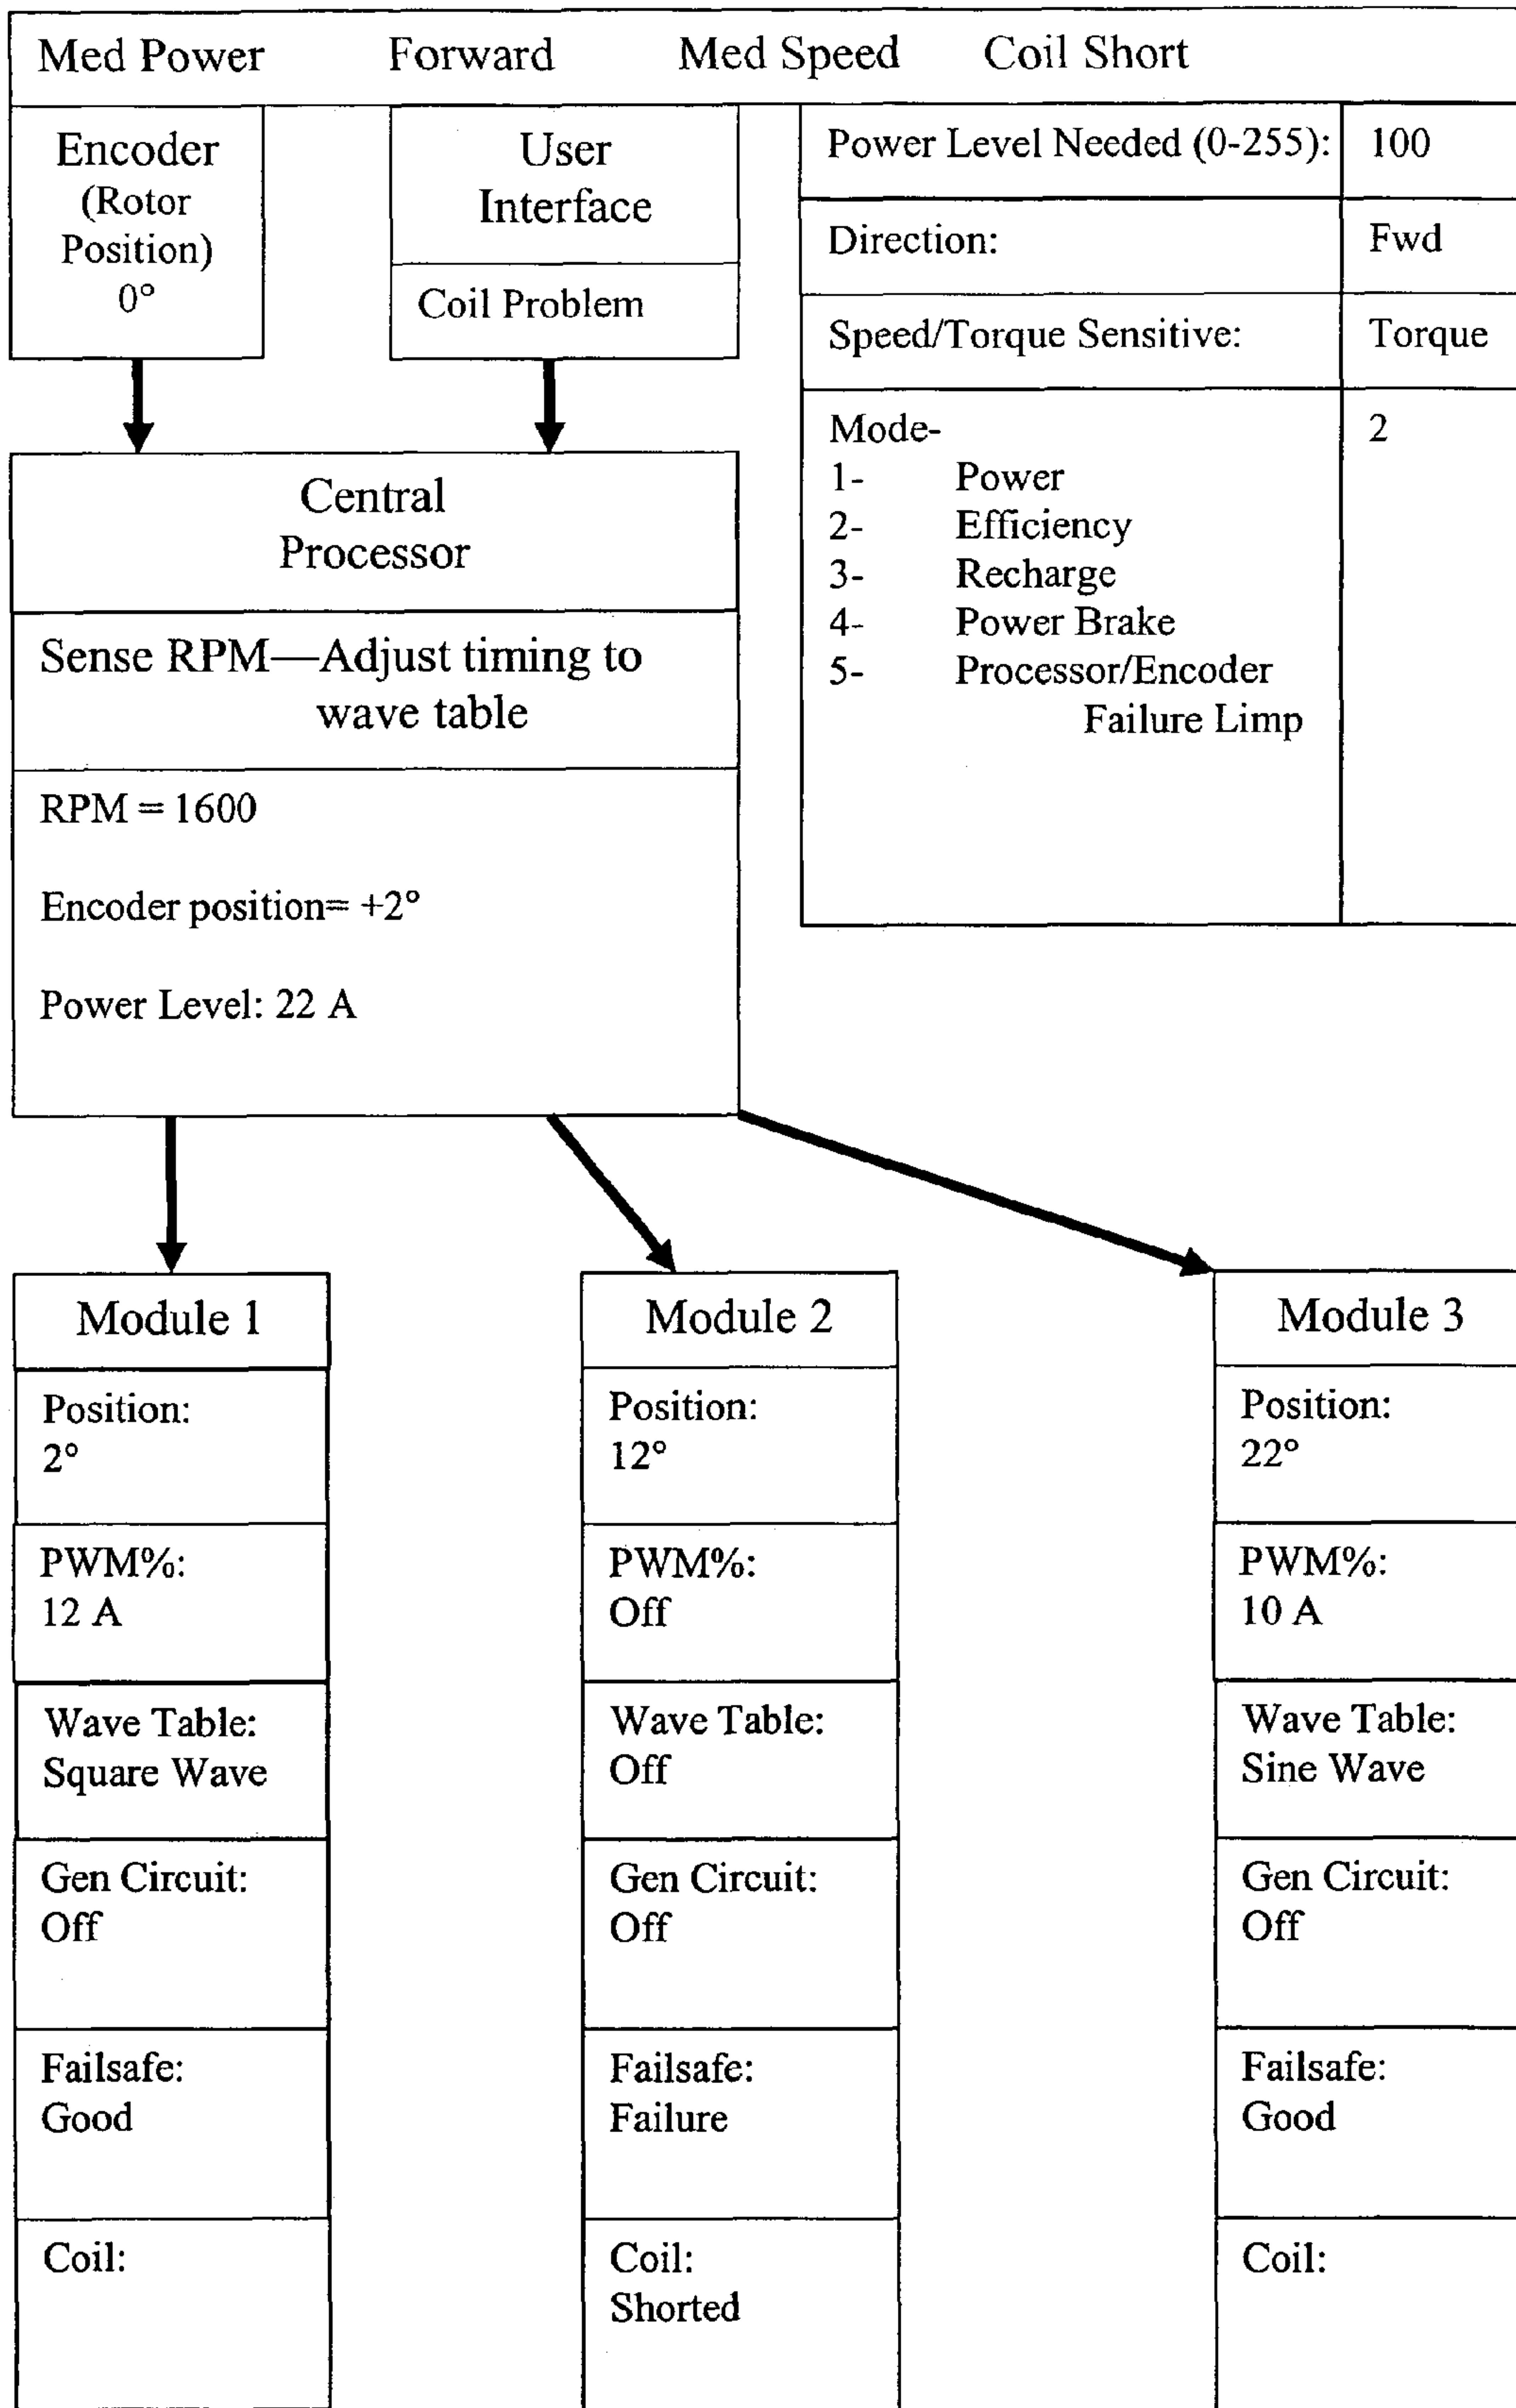 Med Power Forward Med Speed Coil Short
Encoder
(Rotor
Position)
0°
User
Interface
Coil Problem
Power Level Needed (0-255): 100
Direction: Fwd
Speed/Torque Sensitive: Torque
Mode- 2
1- Power
2- Efficiency
3- Recharge
4- Power Brake
5- Processor/Encoder
Failure Limp
Central
Processor
Sense RPM—Adjust timing to
wave table
RPM = 1600
Encoder position= +2°
Power Level: 22 A
Module 1
Position:
2°
PWM%:
12 A
Wave Table:
Square Wave
Gen Circuit:
Off
Failsafe:
Good
Coil:
Module 2
Position:
12°
PWM%:
Off
Wave Table:
Off
Gen Circuit:
Off
Failsafe:
Failure
Coil:
Shorted
Module 3
Position:
22°
PWM%:
10 A
Wave Table:
Sine Wave
Gen Circuit:
Off
Failsafe:
Good
Coil: